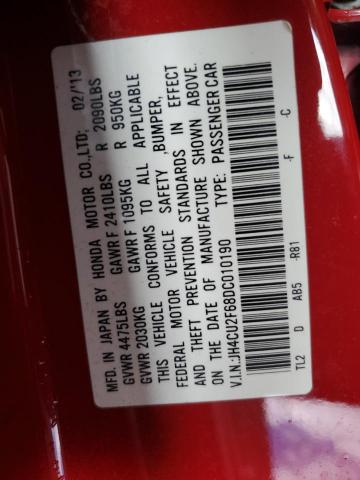 MFD. IN JAPAN BY HONDA MOTOR CO.,LTD: 02/'13
GVWR 4475LBS GAWR F 2410LBS R 2090LBS
GVWR 2030KG GAWR F 1095KG R 950KG
THIS VEHICLE CONFORMS TO ALL APPLICABLE
FEDERAL MOTOR VEHICLE SAFETY ,BUMPER,
AND THEFT PREVENTION STANDARDS IN EFFECT
ON THE DATE OF MANUFACTURE SHOWN ABOVE.
V.I.N:JH4CU2F68DC010190 TYPE: PASSENGER CAR
TL2 D AB5 -R81 -F -C